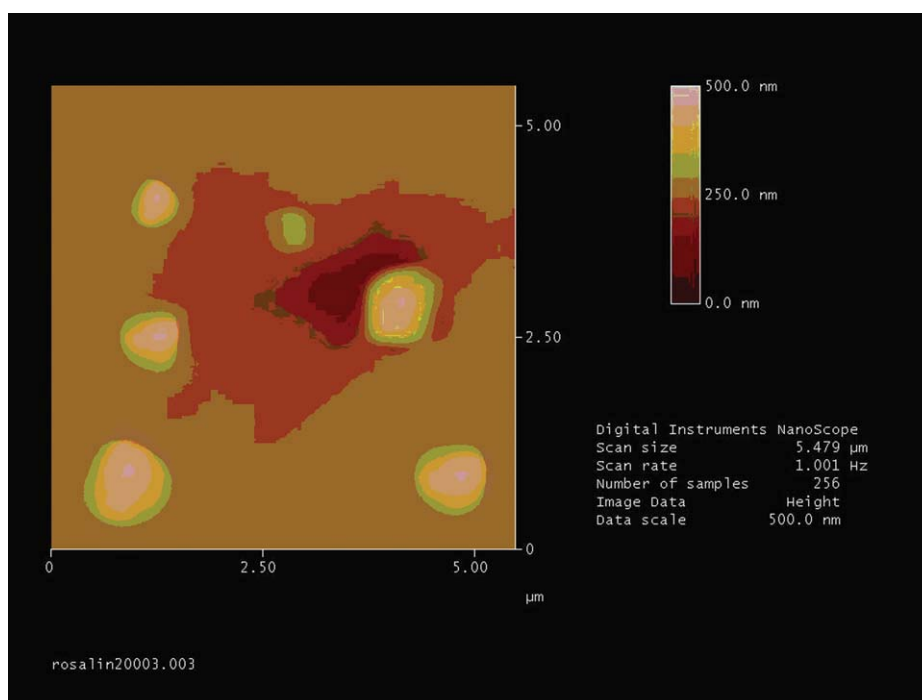 500.0 nm
5.00
250.0 nm
0.0 nm
2.50
Digital Instruments NanoScope
Scan size 5.479 µm
Scan rate 1.001 Hz
Number of samples 256
Image Data Height
Data scale 500.0 nm
0
0 2.50 5.00
µm
rosalin20003.003